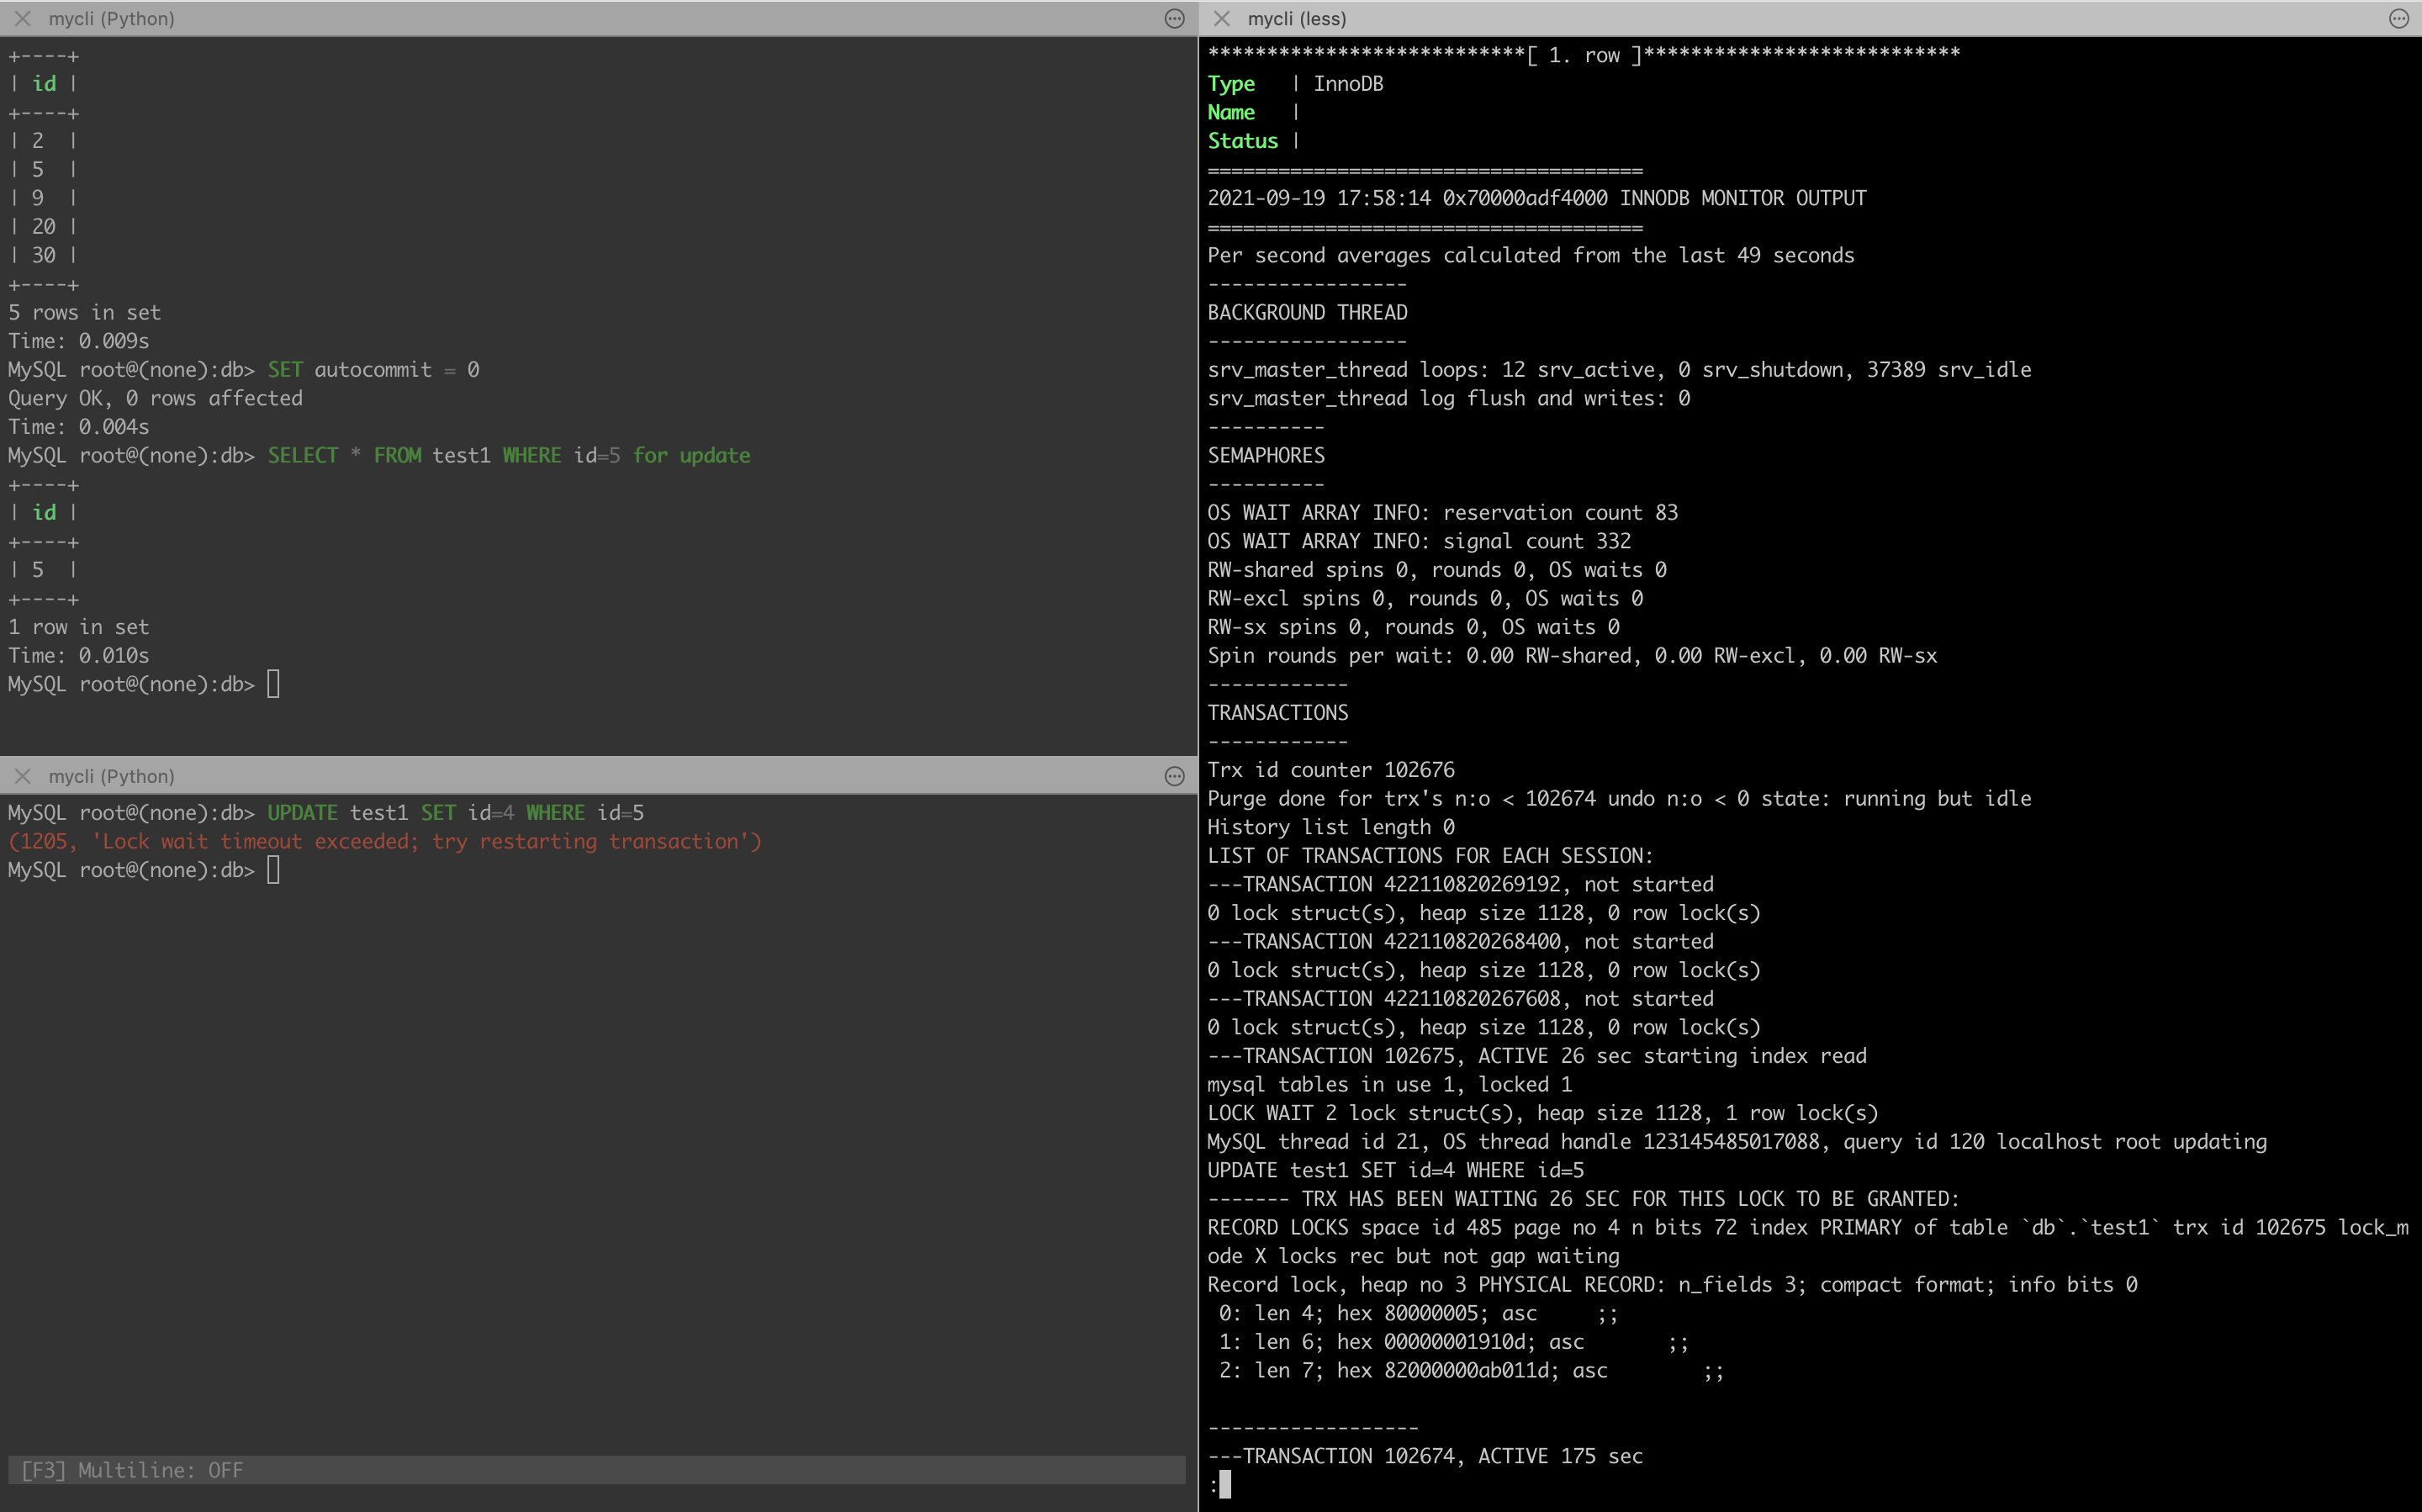 mycli (Python)
+----+
| id |
+----+
| 2  |
| 5  |
| 9  |
| 20 |
| 30 |
+----+
5 rows in set
Time: 0.009s
MySQL root@(none):db> SET autocommit = 0
Query OK, 0 rows affected
Time: 0.004s
MySQL root@(none):db> SELECT * FROM test1 WHERE id=5 for update
+----+
| id |
+----+
| 5  |
+----+
1 row in set
Time: 0.010s
MySQL root@(none):db>
mycli (Python)
MySQL root@(none):db> UPDATE test1 SET id=4 WHERE id=5
(1205, 'Lock wait timeout exceeded; try restarting transaction')
MySQL root@(none):db>
[F3] Multiline: OFF
mycli (less)
***************************[ 1. row ]***************************
Type   | InnoDB
Name   |
Status |
=====================================
2021-09-19 17:58:14 0x70000adf4000 INNODB MONITOR OUTPUT
=====================================
Per second averages calculated from the last 49 seconds
-----------------
BACKGROUND THREAD
-----------------
srv_master_thread loops: 12 srv_active, 0 srv_shutdown, 37389 srv_idle
srv_master_thread log flush and writes: 0
----------
SEMAPHORES
----------
OS WAIT ARRAY INFO: reservation count 83
OS WAIT ARRAY INFO: signal count 332
RW-shared spins 0, rounds 0, OS waits 0
RW-excl spins 0, rounds 0, OS waits 0
RW-sx spins 0, rounds 0, OS waits 0
Spin rounds per wait: 0.00 RW-shared, 0.00 RW-excl, 0.00 RW-sx
------------
TRANSACTIONS
------------
Trx id counter 102676
Purge done for trx's n:o < 102674 undo n:o < 0 state: running but idle
History list length 0
LIST OF TRANSACTIONS FOR EACH SESSION:
---TRANSACTION 422110820269192, not started
0 lock struct(s), heap size 1128, 0 row lock(s)
---TRANSACTION 422110820268400, not started
0 lock struct(s), heap size 1128, 0 row lock(s)
---TRANSACTION 422110820267608, not started
0 lock struct(s), heap size 1128, 0 row lock(s)
---TRANSACTION 102675, ACTIVE 26 sec starting index read
mysql tables in use 1, locked 1
LOCK WAIT 2 lock struct(s), heap size 1128, 1 row lock(s)
MySQL thread id 21, OS thread handle 123145485017088, query id 120 localhost root updating
UPDATE test1 SET id=4 WHERE id=5
------- TRX HAS BEEN WAITING 26 SEC FOR THIS LOCK TO BE GRANTED:
RECORD LOCKS space id 485 page no 4 n bits 72 index PRIMARY of table `db`.`test1` trx id 102675 lock_m
ode X locks rec but not gap waiting
Record lock, heap no 3 PHYSICAL RECORD: n_fields 3; compact format; info bits 0
 0: len 4; hex 80000005; asc     ;;
 1: len 6; hex 00000001910d; asc       ;;
 2: len 7; hex 82000000ab011d; asc        ;;
------------------
---TRANSACTION 102674, ACTIVE 175 sec
: